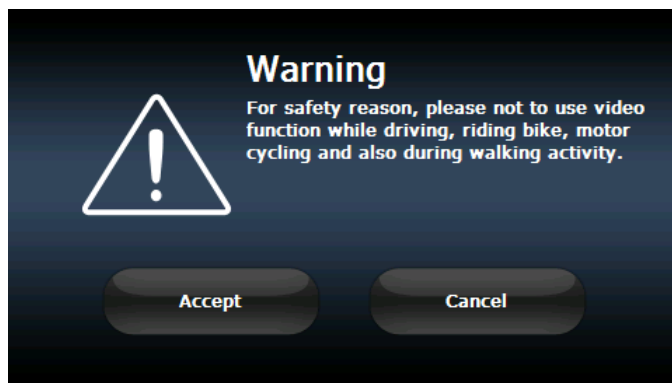 Warning
For safety reason, please not to use video
function while driving, riding bike, motor
cycling and also during walking activity.
Accept
Cancel